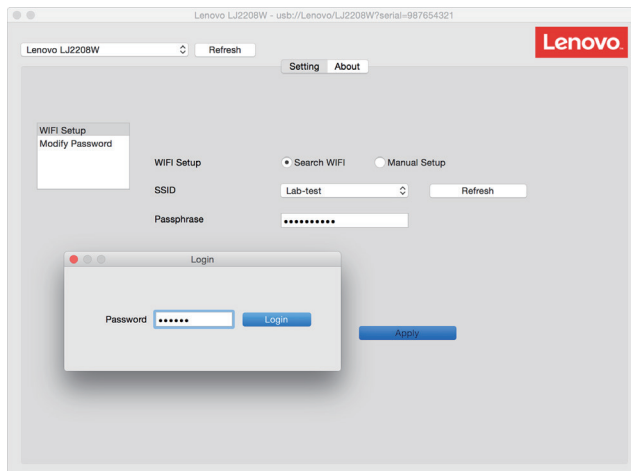 Lenovo LJ2208W - usb://Lenovo/LJ2208W?serial=987654321
Lenovo LJ2208W Refresh
Lenovo.
Setting About
WIFI Setup
Modify Password
WIFI Setup Search WIFI Manual Setup
SSID Lab-test Refresh
Passphrase ••••••••••
Login
Password •••••• Login
Apply